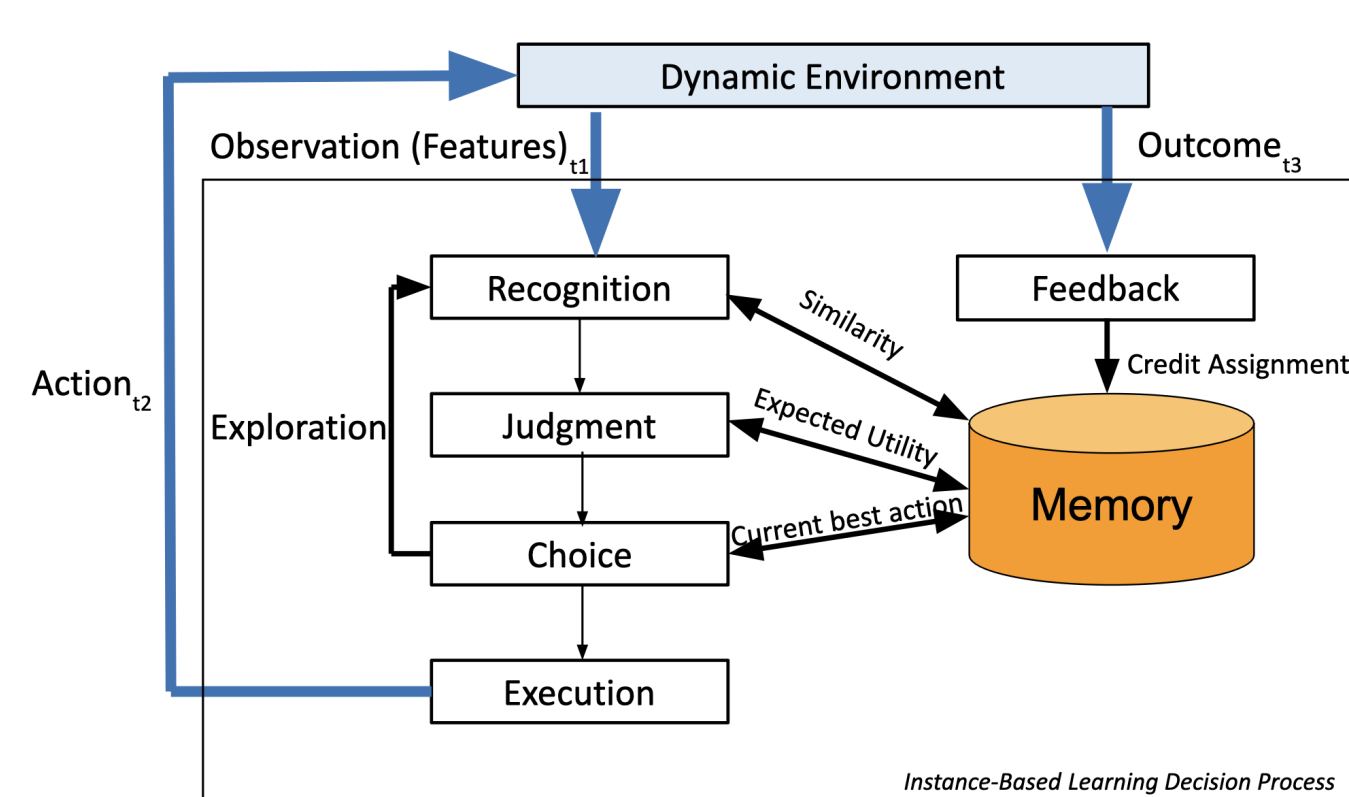 Dynamic Environment
Observation (Features)t1
Outcomet3
Recognition
Feedback
Similarity
Credit Assignment
Actiont2
Exploration
Judgment
Expected Utility
Memory
Current best action
Choice
Execution
Instance-Based Learning Decision Process